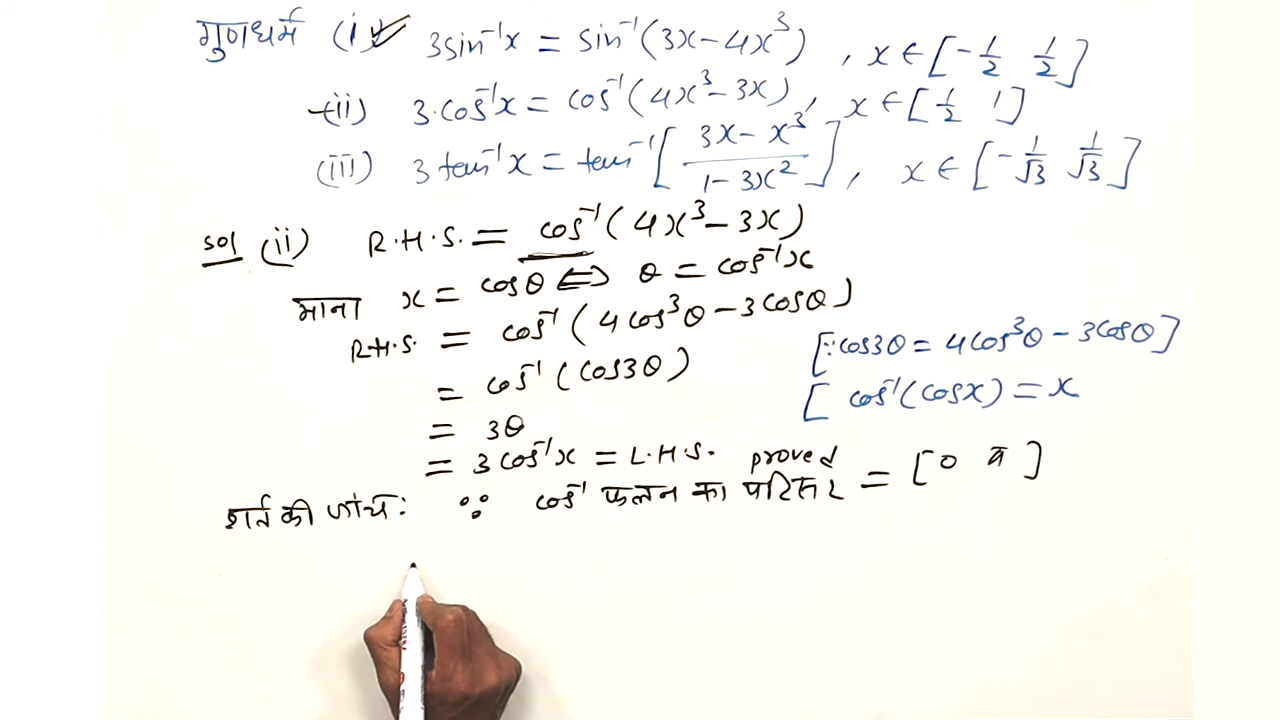 गुणधर्म (i) 3sin⁻¹x = sin⁻¹(3x-4x³) , x ∈ [-1/2 1/2]
(ii) 3.cos⁻¹x = cos⁻¹(4x³-3x) , x ∈ [1/2 1]
(iii) 3 tan⁻¹x = tan⁻¹[ (3x-x³)/(1-3x²) ] , x ∈ [-1/√3 1/√3]
sol (ii) R.H.S. = cos⁻¹(4x³-3x)
माना x = cosθ ⇔ θ = cos⁻¹x
R.H.S. = cos⁻¹(4cos³θ - 3cosθ)
[∵cos3θ = 4cos³θ - 3cosθ]
= cos⁻¹(cos3θ)
[ cos⁻¹(cosx) = x
= 3θ
= 3cos⁻¹x = L.H.S. proved
शर्त की जांच: ∵ cos⁻¹ फलन का परिसर = [0 π]